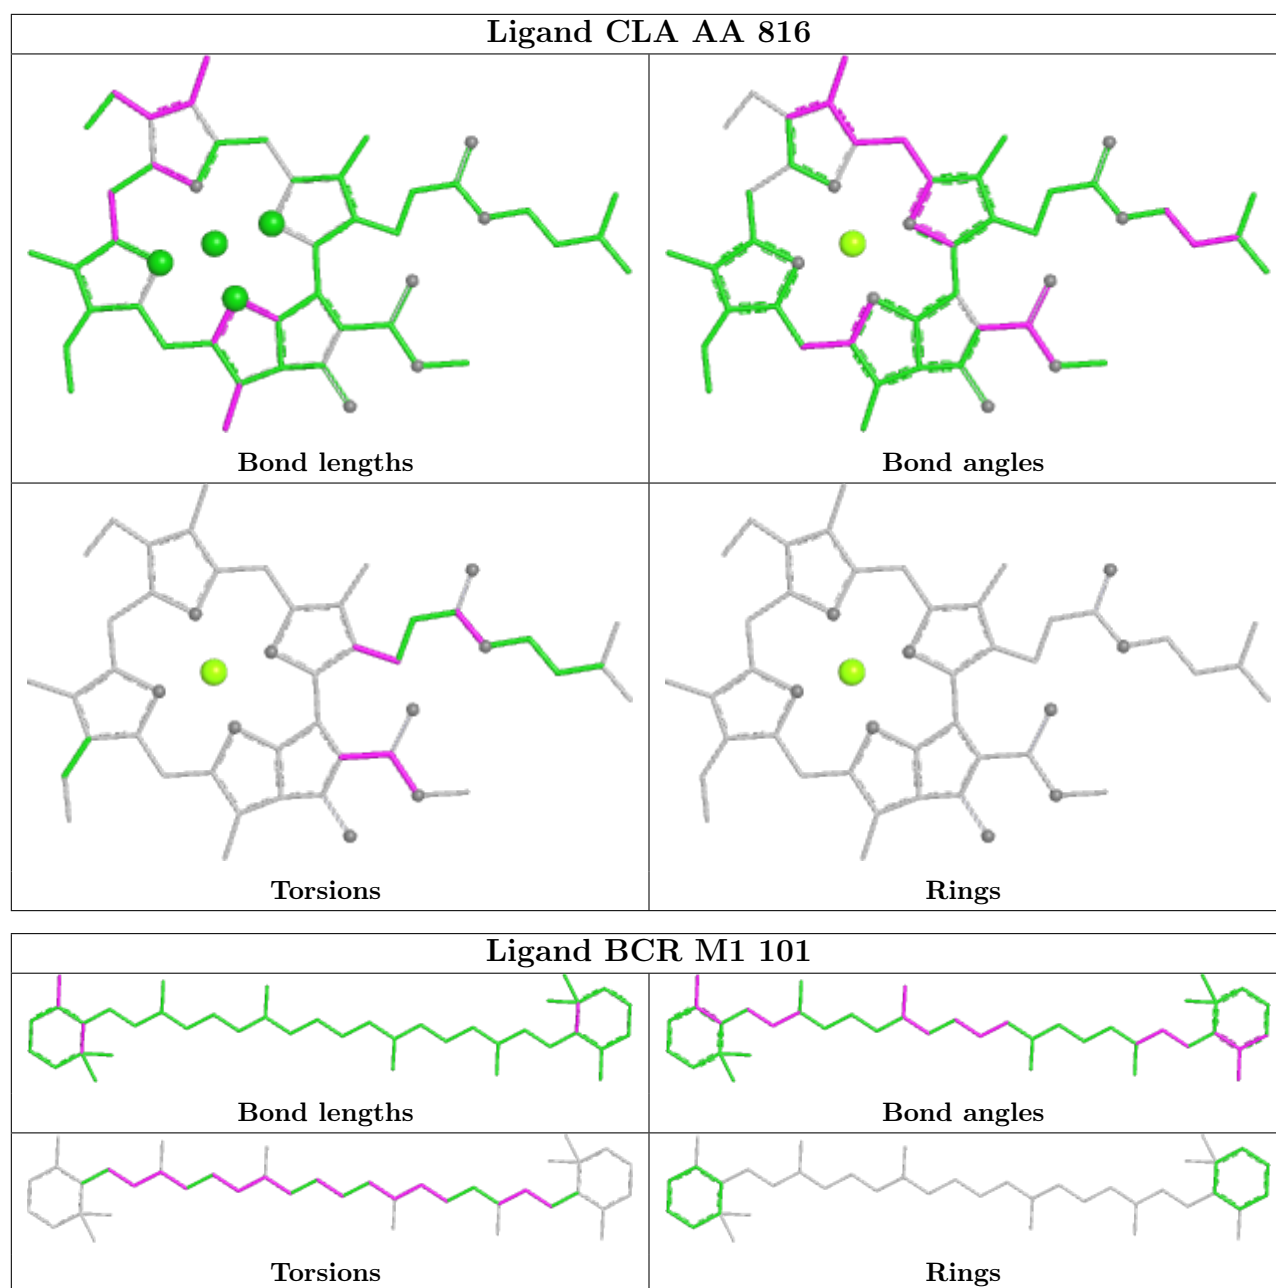 Ligand CLA AA 816
Bond lengths
Bond angles
Torsions
Rings
Ligand BCR M1 101
Bond lengths
Bond angles
Torsions
Rings